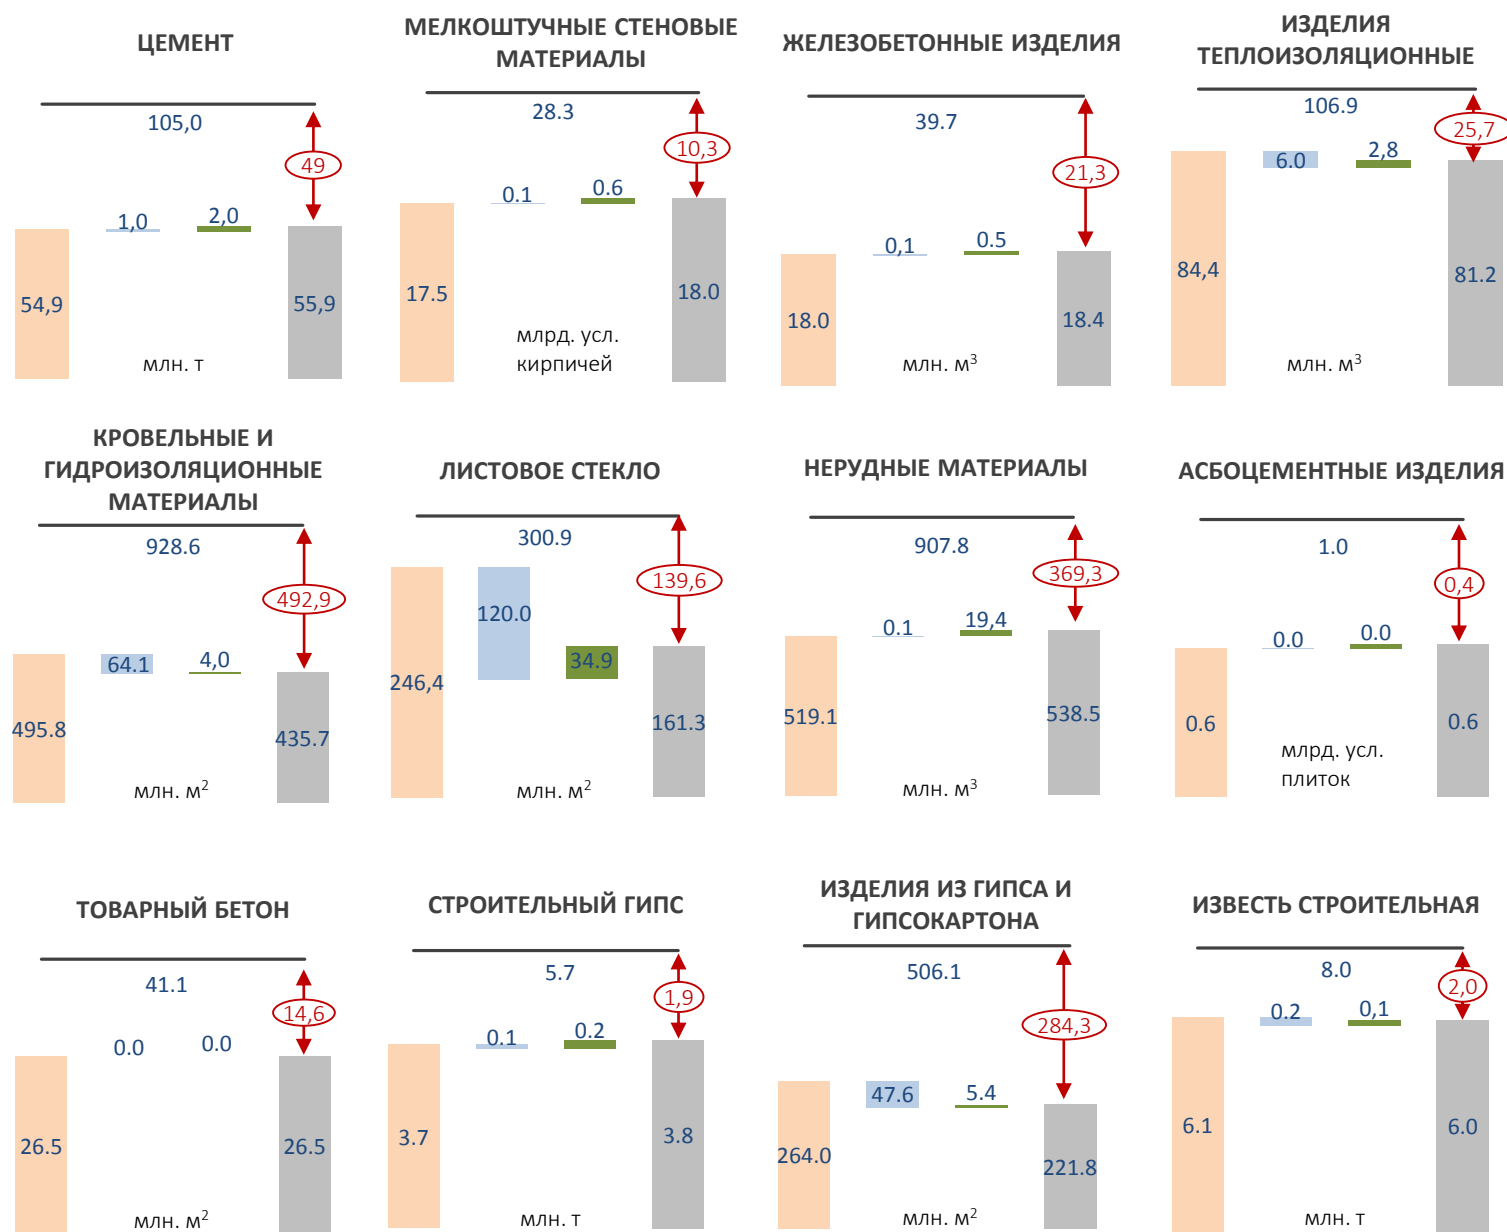 ЦЕМЕНТ
105,0
49
1,0
2,0
54,9
55,9
млн. т
МЕЛКОШТУЧНЫЕ СТЕНОВЫЕ
МАТЕРИАЛЫ
28.3
10,3
0.1
0.6
17.5
18.0
млрд. усл.
кирпичей
ЖЕЛЕЗОБЕТОННЫЕ ИЗДЕЛИЯ
39.7
21,3
0,1
0.5
18.0
18.4
млн. м³
ИЗДЕЛИЯ
ТЕПЛОИЗОЛЯЦИОННЫЕ
106.9
25,7
6.0
2,8
84,4
81.2
млн. м³
КРОВЕЛЬНЫЕ И
ГИДРОИЗОЛЯЦИОННЫЕ
МАТЕРИАЛЫ
928.6
492,9
64.1
4,0
495.8
435.7
млн. м²
ЛИСТОВОЕ СТЕКЛО
300.9
139,6
120.0
34.9
246,4
161.3
млн. м²
НЕРУДНЫЕ МАТЕРИАЛЫ
907.8
369,3
0.1
19,4
519.1
538.5
млн. м³
АСБОЦЕМЕНТНЫЕ ИЗДЕЛИЯ
1.0
0,4
0.0
0.0
0.6
0.6
млрд. усл.
плиток
ТОВАРНЫЙ БЕТОН
41.1
14,6
0.0
0.0
26.5
26.5
млн. м²
СТРОИТЕЛЬНЫЙ ГИПС
5.7
1,9
0.1
0.2
3.7
3.8
млн. т
ИЗДЕЛИЯ ИЗ ГИПСА И
ГИПСОКАРТОНА
506.1
284,3
47.6
5.4
264.0
221.8
млн. м²
ИЗВЕСТЬ СТРОИТЕЛЬНАЯ
8.0
2,0
0.2
0,1
6.1
6.0
млн. т